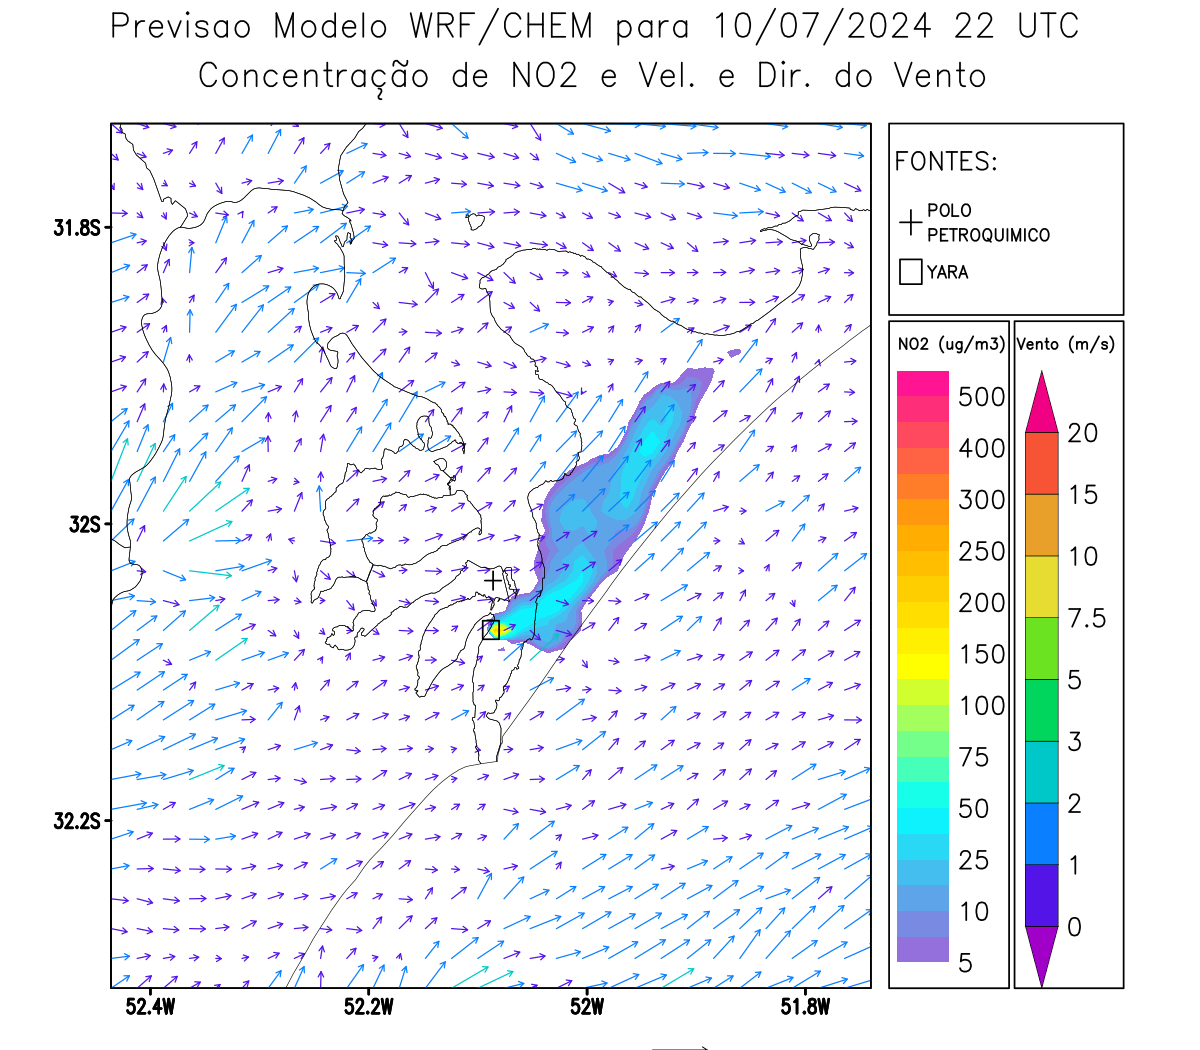 Previsao Modelo WRF/CHEM para 10/07/2024 22 UTC
Concentração de NO2 e Vel. e Dir. do Vento
FONTES:
POLO
PETROQUIMICO
YARA
31.8S
32S
32.2S
52.4W
52.2W
52W
51.8W
NO2 (ug/m3)
500
400
300
250
200
150
100
75
50
25
10
5
Vento (m/s)
20
15
10
7.5
5
3
2
1
0